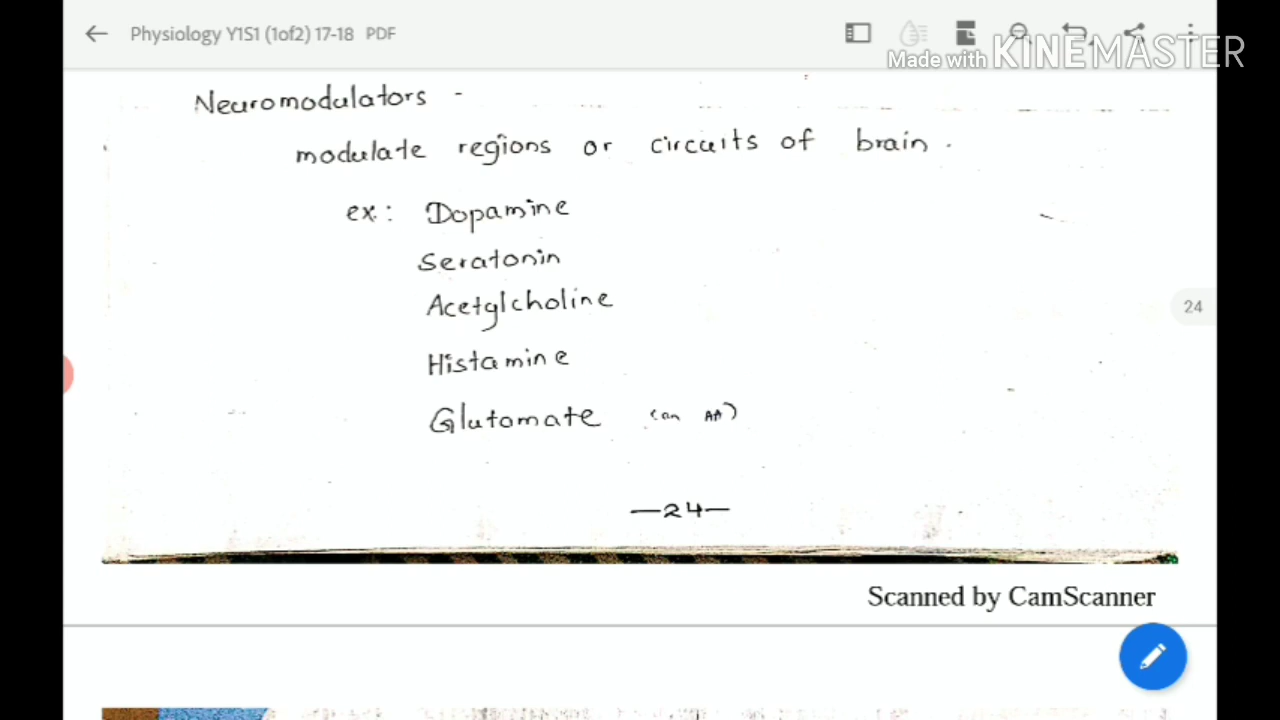 Physiology Y1S1 (1of2) 17-18 PDF
Made with KINEMASTER
Neuromodulators -
modulate regions or circuits of brain.
ex: Dopamine
Seratonin
Acetylcholine
Histamine
Glutomate (an AA)
24
—24—
Scanned by CamScanner